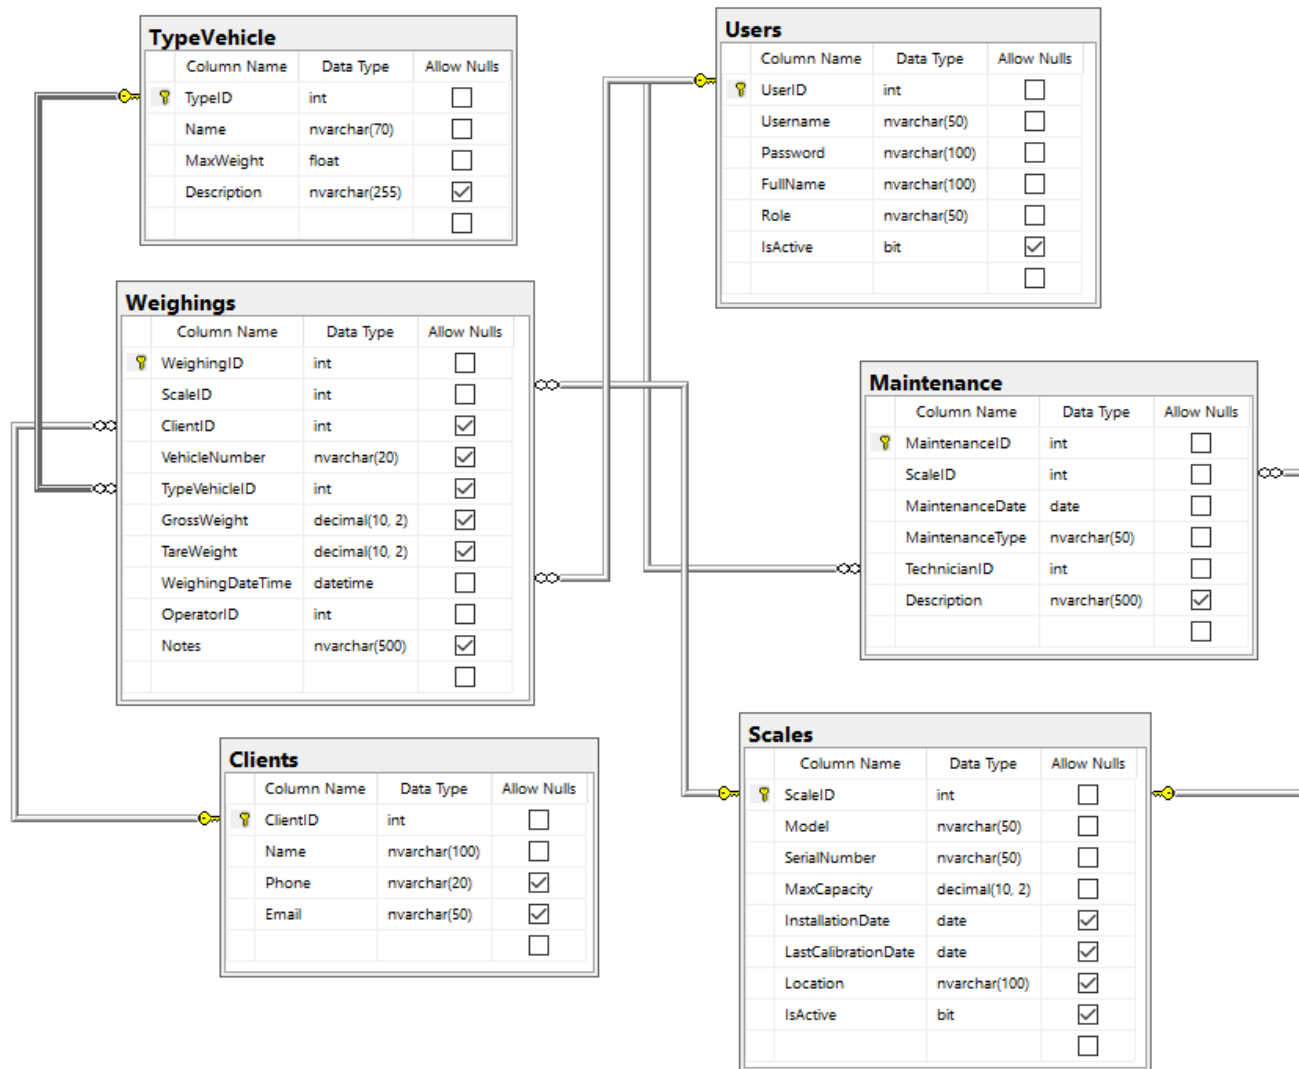 TypeVehicle
Column Name Data Type Allow Nulls
TypeID int
Name nvarchar(70)
MaxWeight float
Description nvarchar(255)
Users
Column Name Data Type Allow Nulls
UserID int
Username nvarchar(50)
Password nvarchar(100)
FullName nvarchar(100)
Role nvarchar(50)
IsActive bit
Weighings
Column Name Data Type Allow Nulls
WeighingID int
ScaleID int
ClientID int
VehicleNumber nvarchar(20)
TypeVehicleID int
GrossWeight decimal(10, 2)
TareWeight decimal(10, 2)
WeighingDateTime datetime
OperatorID int
Notes nvarchar(500)
Maintenance
Column Name Data Type Allow Nulls
MaintenanceID int
ScaleID int
MaintenanceDate date
MaintenanceType nvarchar(50)
TechnicianID int
Description nvarchar(500)
Clients
Column Name Data Type Allow Nulls
ClientID int
Name nvarchar(100)
Phone nvarchar(20)
Email nvarchar(50)
Scales
Column Name Data Type Allow Nulls
ScaleID int
Model nvarchar(50)
SerialNumber nvarchar(50)
MaxCapacity decimal(10, 2)
InstallationDate date
LastCalibrationDate date
Location nvarchar(100)
IsActive bit